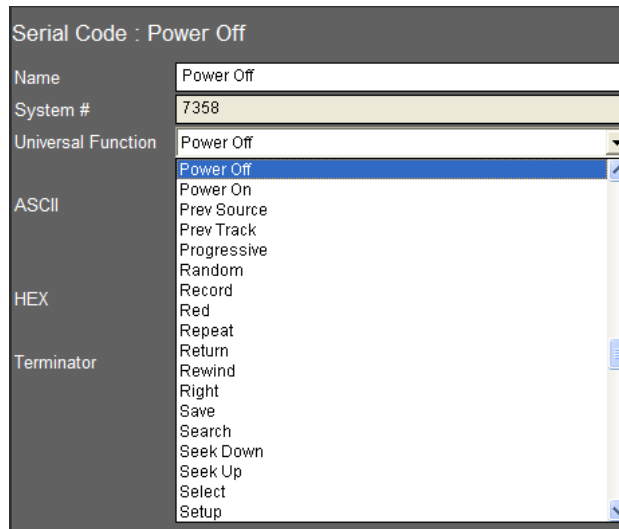 Serial Code : Power Off
Name Power Off
System # 7358
Universal Function Power Off
Power Off
Power On
Prev Source
ASCII
Prev Track
Progressive
Random
Record
HEX
Red
Repeat
Return
Terminator
Rewind
Right
Save
Search
Seek Down
Seek Up
Select
Setup